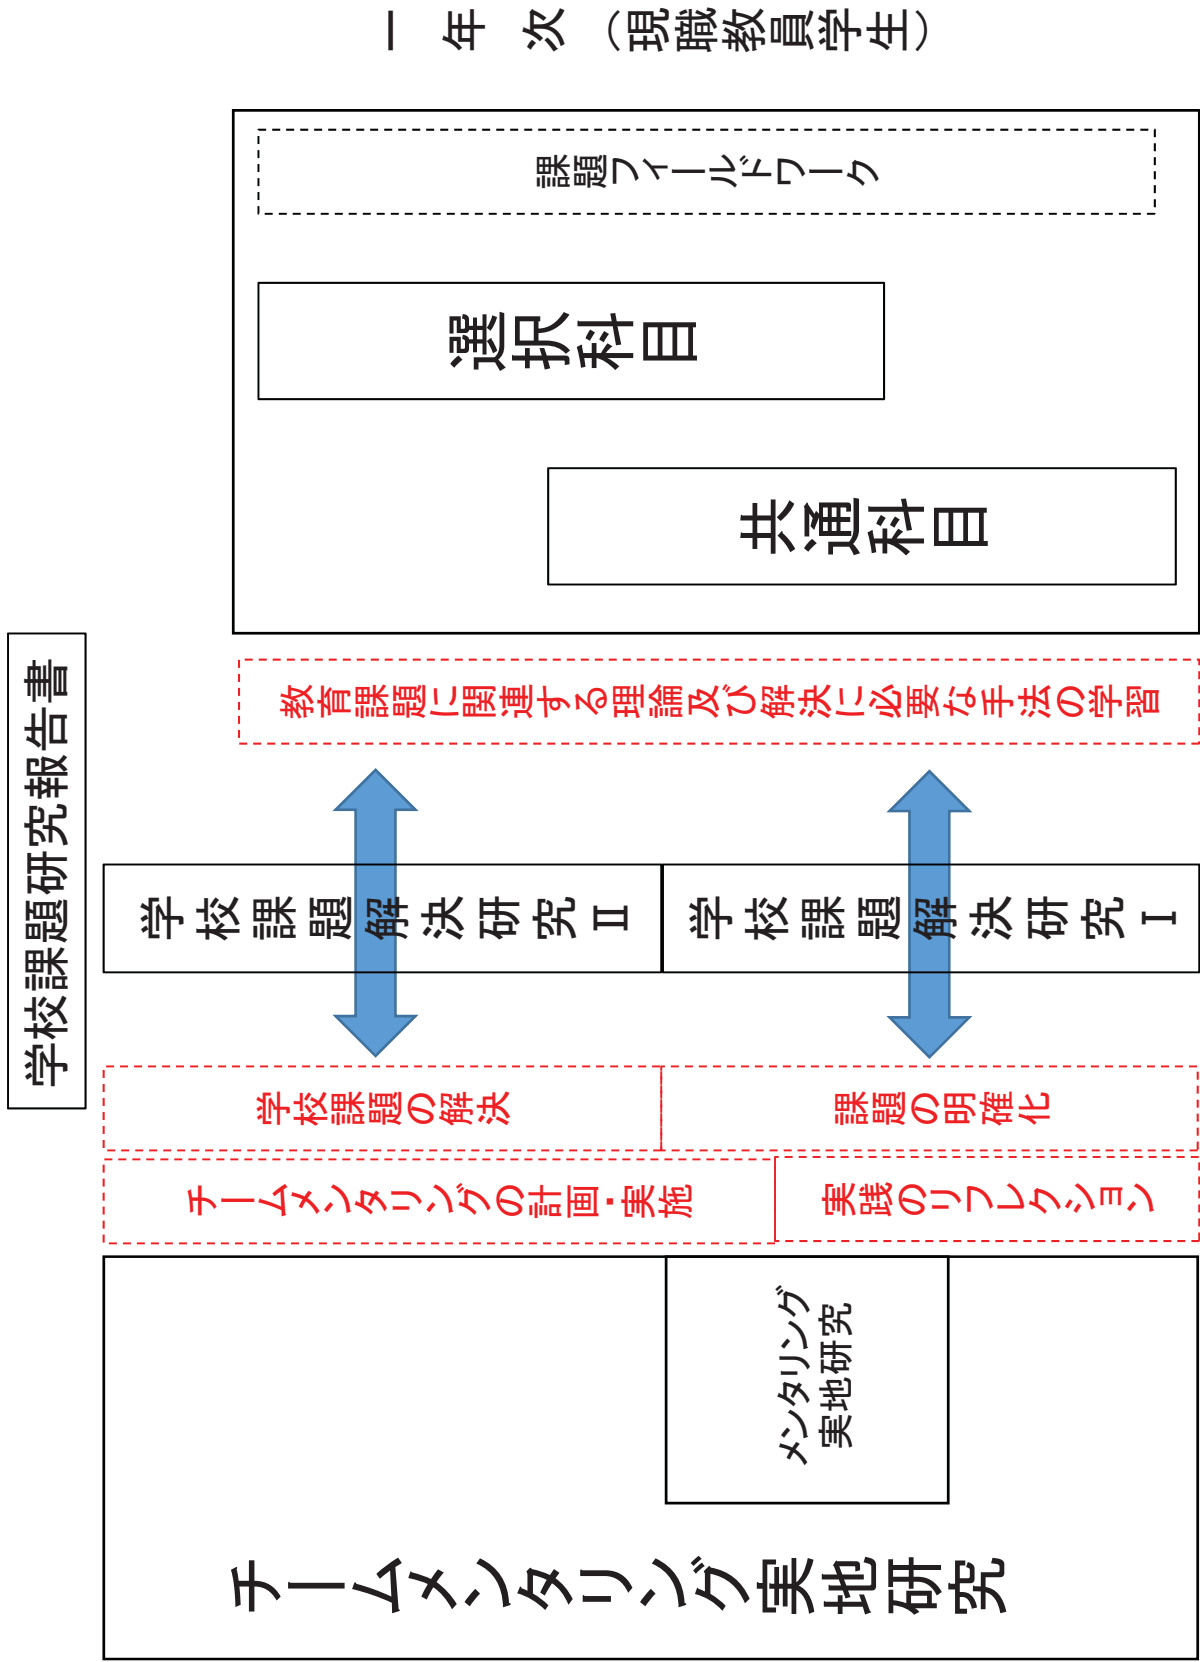 一年次（現職教員学生）
課題フィールドワーク
選択科目
共通科目
学校課題研究報告書
教育課題に関連する理論及び解決に必要な手法の学習
学校課題解決研究Ⅱ
学校課題解決研究Ⅰ
学校課題の解決
課題の明確化
チームメンタリングの計画・実施
実践のリフレクション
メンタリング
実地研究
チームメンタリング実地研究